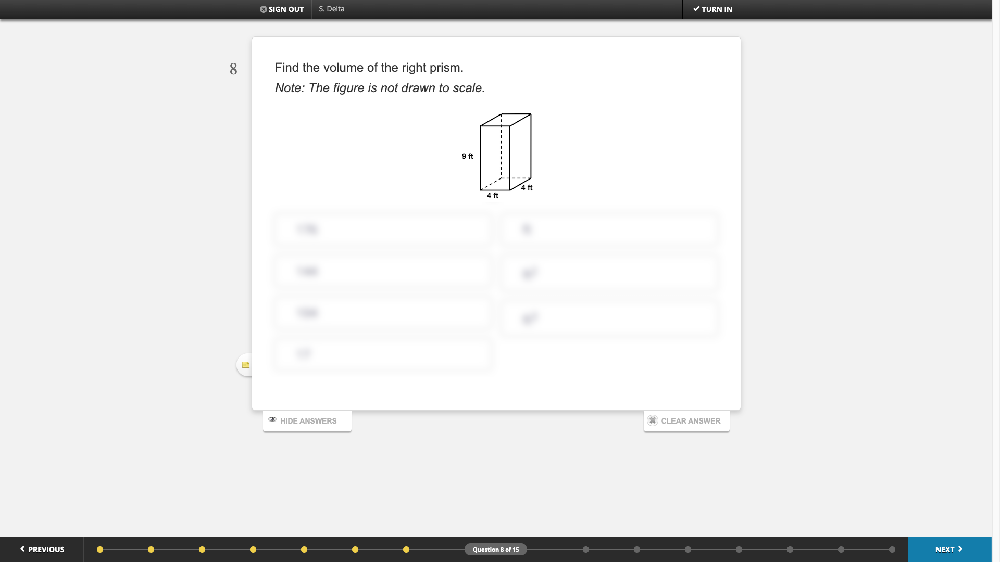 SIGN OUT
S. Delta
TURN IN
8
Find the volume of the right prism.
Note: The figure is not drawn to scale.
9 ft
4 ft
4 ft
HIDE ANSWERS
CLEAR ANSWER
PREVIOUS
Question 8 of 15
NEXT